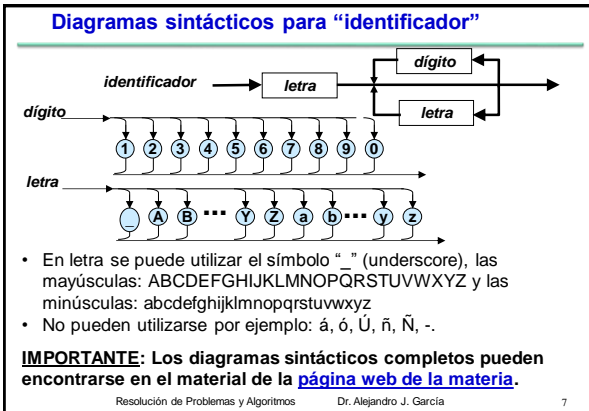 Diagramas sintácticos para “identificador”
dígito
identificador letra
letra
dígito
1 2 3 4 5 6 7 8 9 0
letra
_ A B ... Y Z a b ... y z
• En letra se puede utilizar el símbolo “_” (underscore), las
mayúsculas: ABCDEFGHIJKLMNOPQRSTUVWXYZ y las
minúsculas: abcdefghijklmnopqrstuvwxyz
• No pueden utilizarse por ejemplo: á, ó, Ú, ñ, Ñ, -.
IMPORTANTE: Los diagramas sintácticos completos pueden
encontrarse en el material de la página web de la materia.
Resolución de Problemas y Algoritmos Dr. Alejandro J. García 7